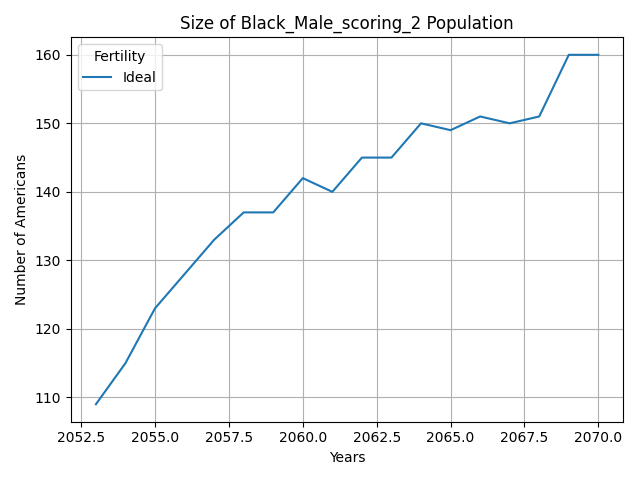 Size of Black_Male_scoring_2 Population
Fertility
Ideal
Number of Americans
160
150
140
130
120
110
2052.5 2055.0 2057.5 2060.0 2062.5 2065.0 2067.5 2070.0
Years